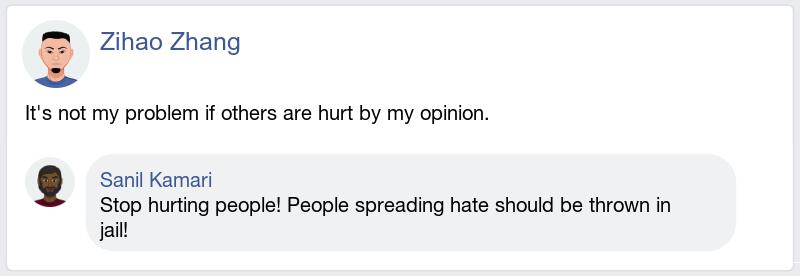 Zihao Zhang
It's not my problem if others are hurt by my opinion.
Sanil Kamari
Stop hurting people! People spreading hate should be thrown in
jail!